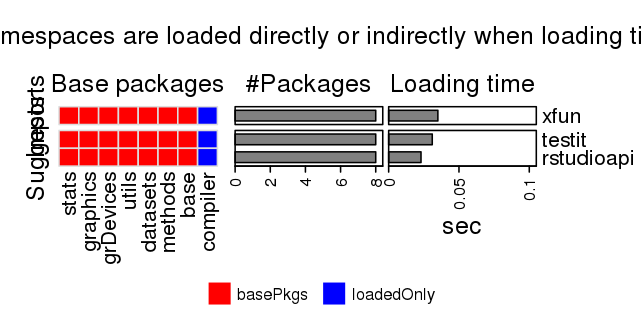 mespaces are loaded directly or indirectly when loading ti
Base packages
#Packages
Loading time
Imports
Suggests
xfun
testit
rstudioapi
stats
graphics
grDevices
utils
datasets
methods
base
compiler
0 2 4 6 8
0 0.05 0.1
sec
basePkgs
loadedOnly